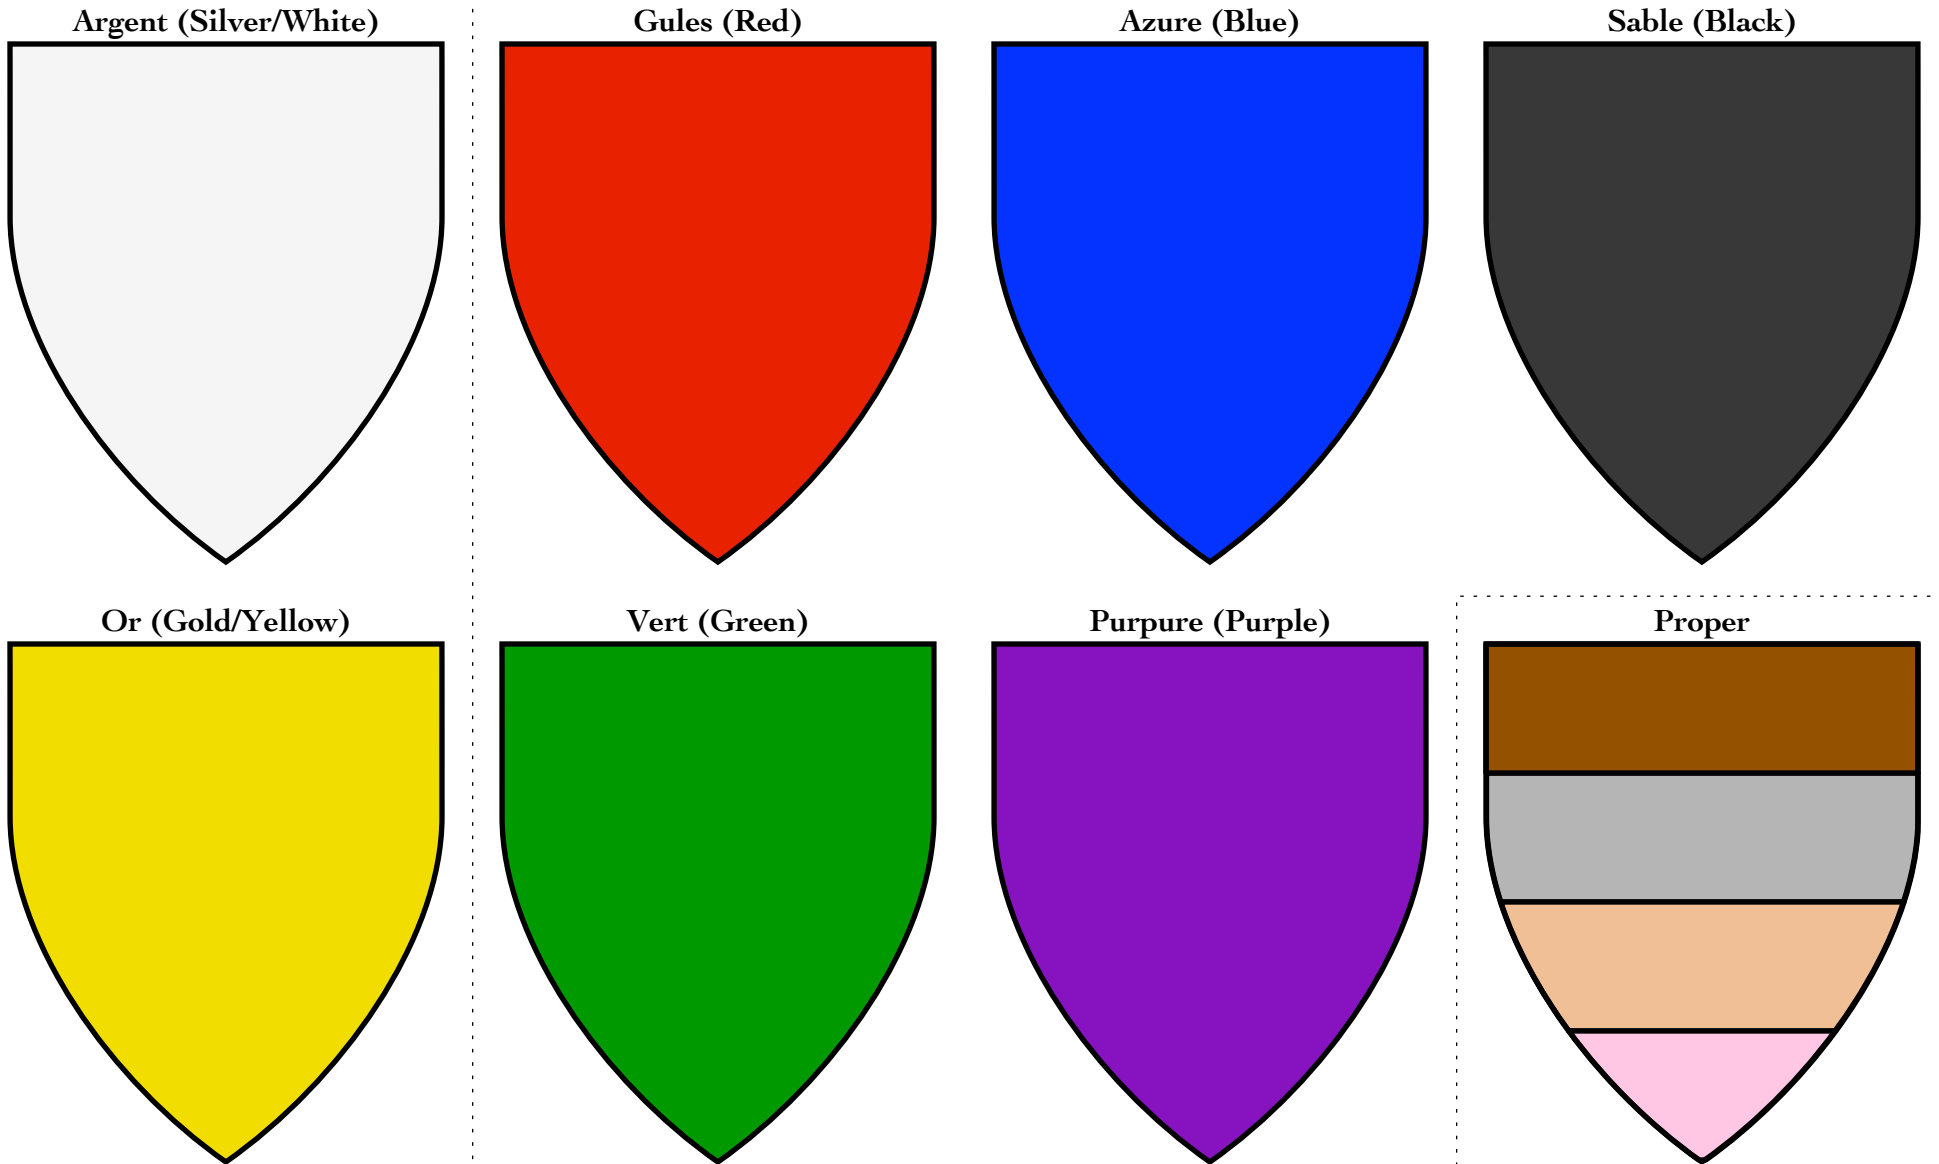 Argent (Silver/White)
Gules (Red)
Azure (Blue)
Sable (Black)
Or (Gold/Yellow)
Vert (Green)
Purpure (Purple)
Proper